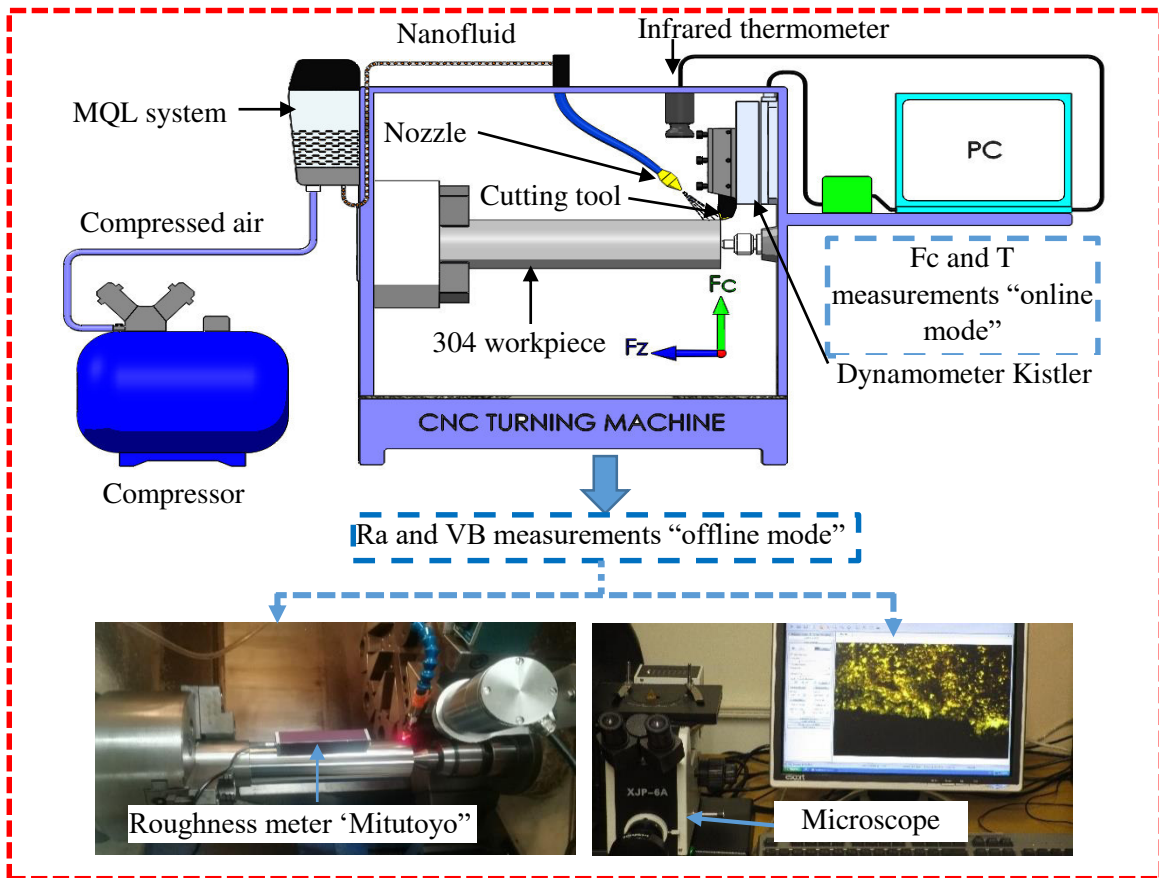 Nanofluid
Infrared thermometer
MQL system
Nozzle
PC
Cutting tool
Compressed air
Fc and T
measurements “online
mode”
Fc
304 workpiece
Fz
Dynamometer Kistler
CNC TURNING MACHINE
Compressor
Ra and VB measurements “offline mode”
XJP-6A
escort
Roughness meter ‘Mitutoyo”
Microscope